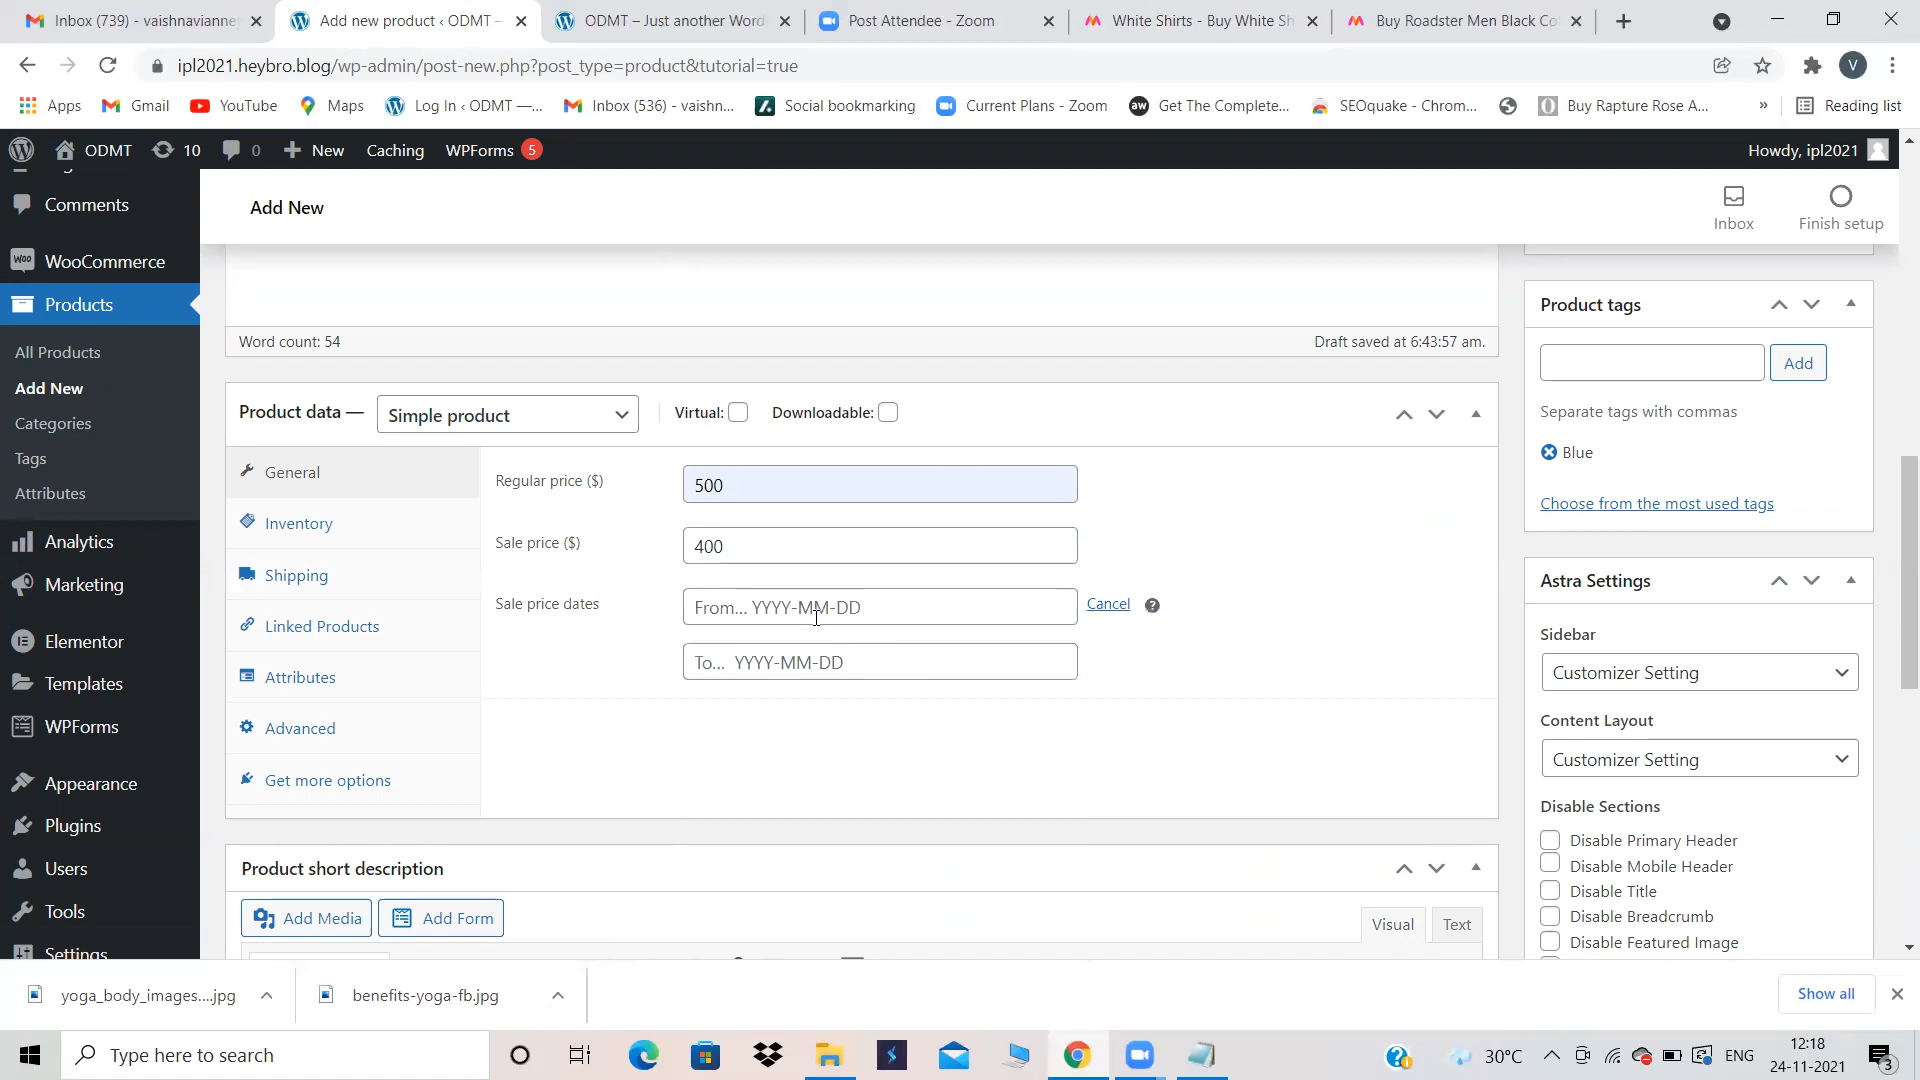 Inbox (739) - vaishnavianne
Add new product ‹ ODMT —
ODMT – Just another Word
Post Attendee - Zoom
White Shirts - Buy White Sh
Buy Roadster Men Black Co
ipl2021.heybro.blog/wp-admin/post-new.php?post_type=product&tutorial=true
V
Apps
Gmail
YouTube
Maps
Log In ‹ ODMT —...
Inbox (536) - vaishn...
Social bookmarking
Current Plans - Zoom
aw
Get The Complete...
SEOquake - Chrom...
Buy Rapture Rose A...
»
Reading list
ODMT
10
0
New
Caching
WPForms 5
Howdy, ipl2021
Add New
Inbox
Finish setup
Comments
WooCommerce
Products
All Products
Add New
Categories
Tags
Attributes
Analytics
Marketing
Elementor
Templates
WPForms
Appearance
Plugins
Users
Tools
Settings
Word count: 54
Draft saved at 6:43:57 am.
Product data —
Simple product
Virtual:
Downloadable:
General
Inventory
Shipping
Linked Products
Attributes
Advanced
Get more options
Regular price ($)
500
Sale price ($)
400
Sale price dates
From... YYYY-MM-DD
Cancel
?
To... YYYY-MM-DD
Product short description
Add Media
Add Form
Visual
Text
Product tags
Add
Separate tags with commas
Blue
Choose from the most used tags
Astra Settings
Sidebar
Customizer Setting
Content Layout
Customizer Setting
Disable Sections
Disable Primary Header
Disable Mobile Header
Disable Title
Disable Breadcrumb
Disable Featured Image
yoga_body_images....jpg
benefits-yoga-fb.jpg
Show all
Type here to search
30°C
ENG
12:18
24-11-2021
3